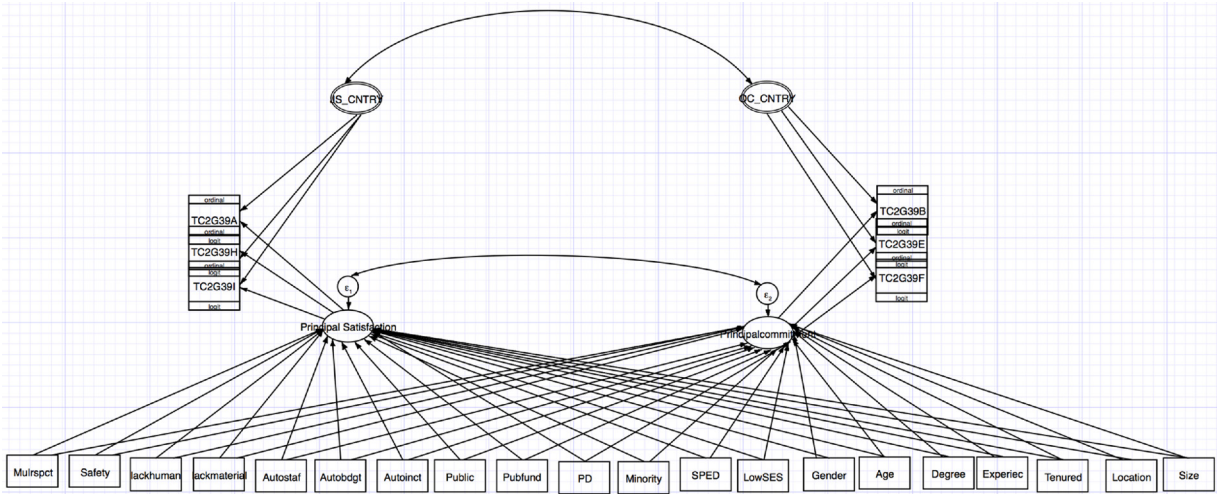 JS_CNTRY
OC_CNTRY
ordinal
TC2G39A
ordinal
logit
TC2G39H
ordinal
logit
TC2G39I
logit
ordinal
TC2G39B
ordinal
logit
TC2G39E
ordinal
logit
TC2G39F
logit
ε1
ε2
Principal Satisfaction
Principalcommitment
Mulrspct
Safety
lackhuman
lackmaterial
Autostaf
Autobdgt
Autoinct
Public
Pubfund
PD
Minority
SPED
LowSES
Gender
Age
Degree
Experiec
Tenured
Location
Size